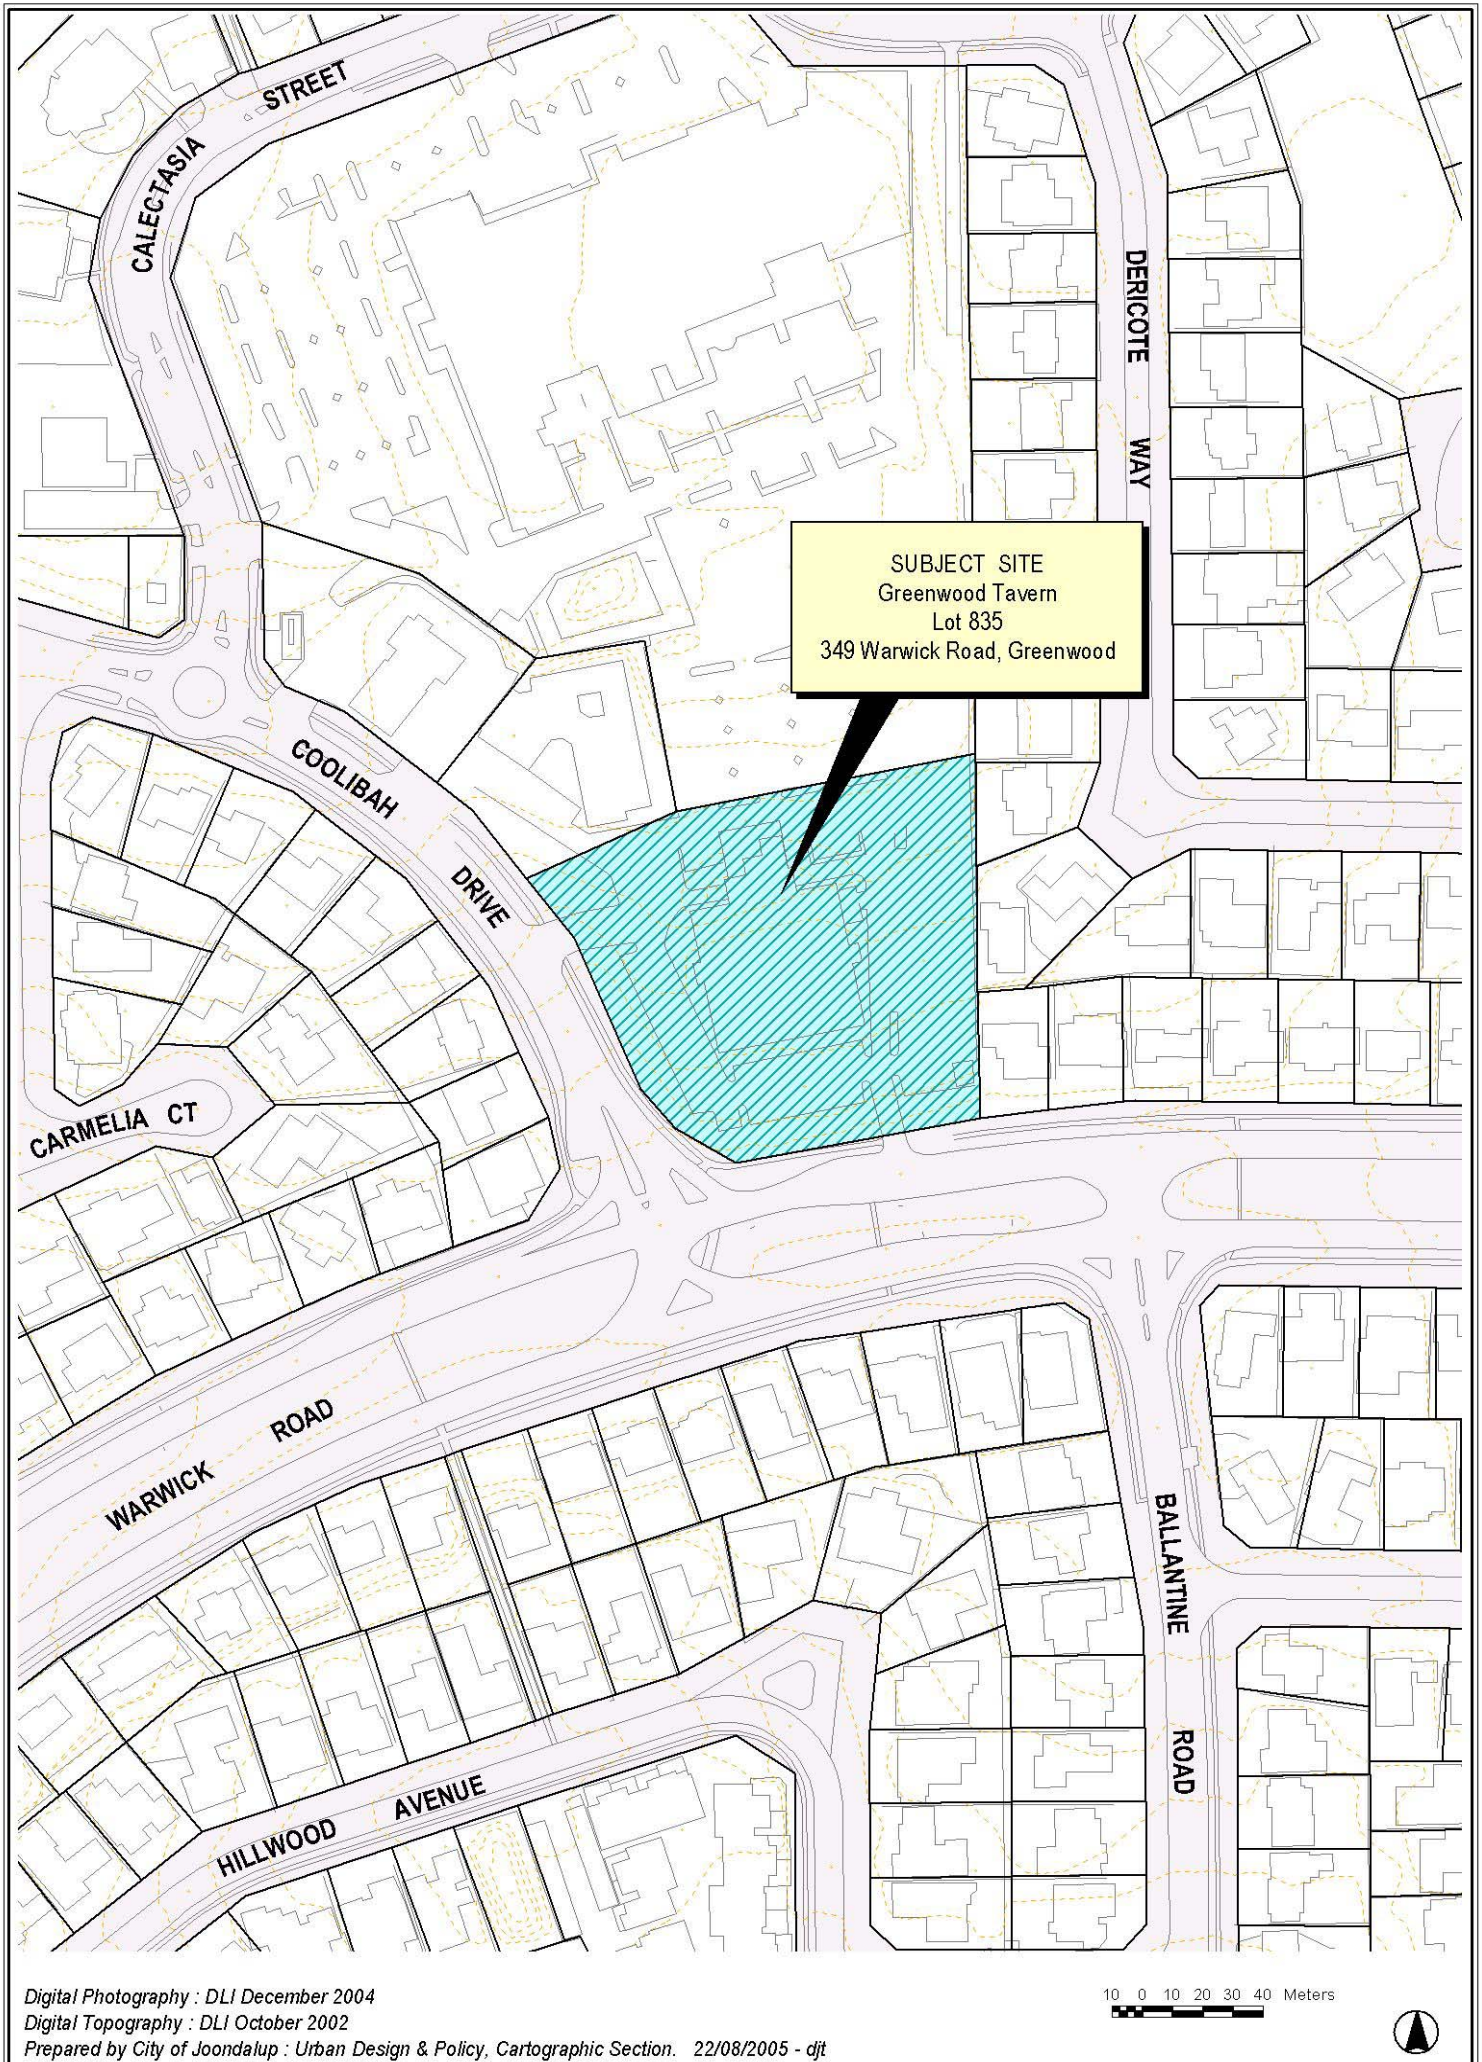 CALECTASIA STREET
DERICOTE WAY
SUBJECT SITE
Greenwood Tavern
Lot 835
349 Warwick Road, Greenwood
COOLIBAH DRIVE
CARMELIA CT
WARWICK ROAD
BALLANTINE ROAD
HILLWOOD AVENUE
Digital Photography : DLI December 2004
Digital Topography : DLI October 2002
Prepared by City of Joondalup : Urban Design & Policy, Cartographic Section. 22/08/2005 - djt
10 0 10 20 30 40 Meters